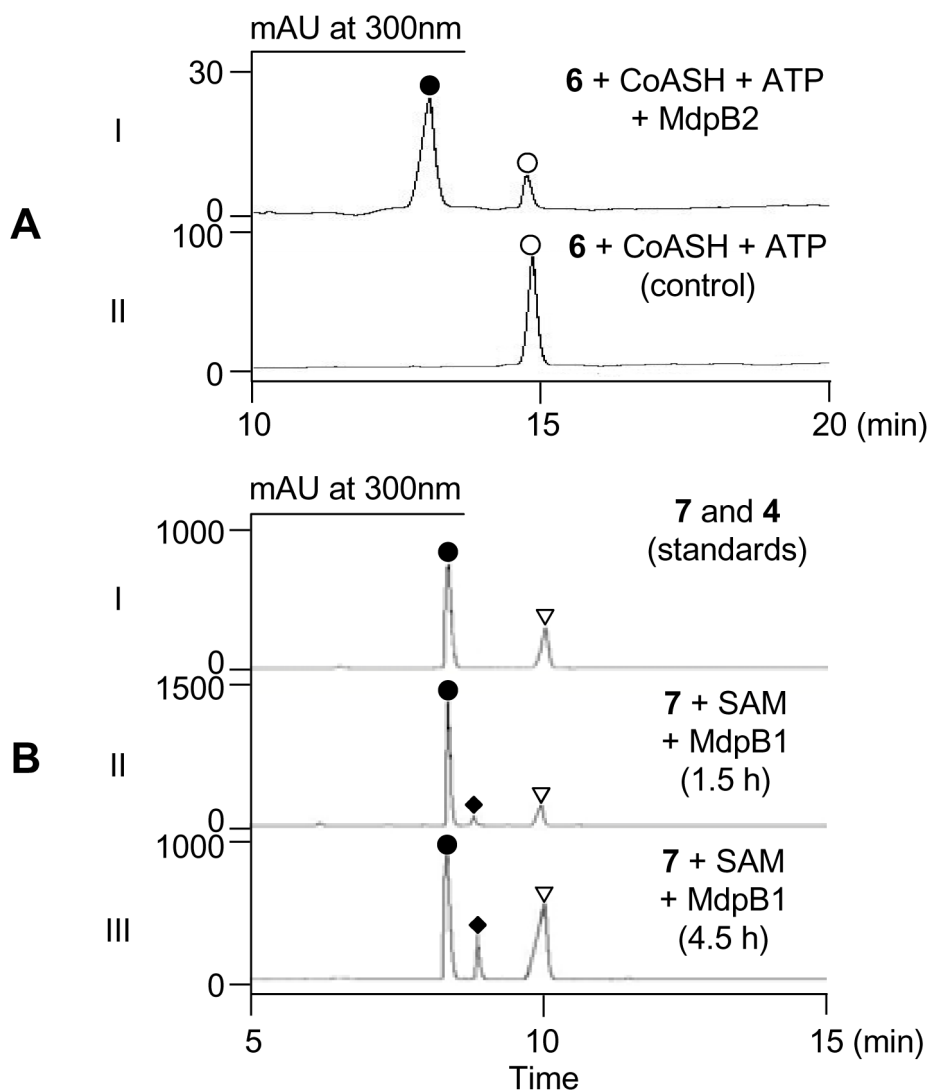 mAU at 300nm
30
6 + CoASH + ATP
+ MdpB2
I
0
A
100
6 + CoASH + ATP
(control)
II
0
10 15 20 (min)
mAU at 300nm
1000
7 and 4
(standards)
I
0
1500
7 + SAM
+ MdpB1
(1.5 h)
B
II
0
1000
7 + SAM
+ MdpB1
(4.5 h)
III
0
5 10 15 (min)
Time